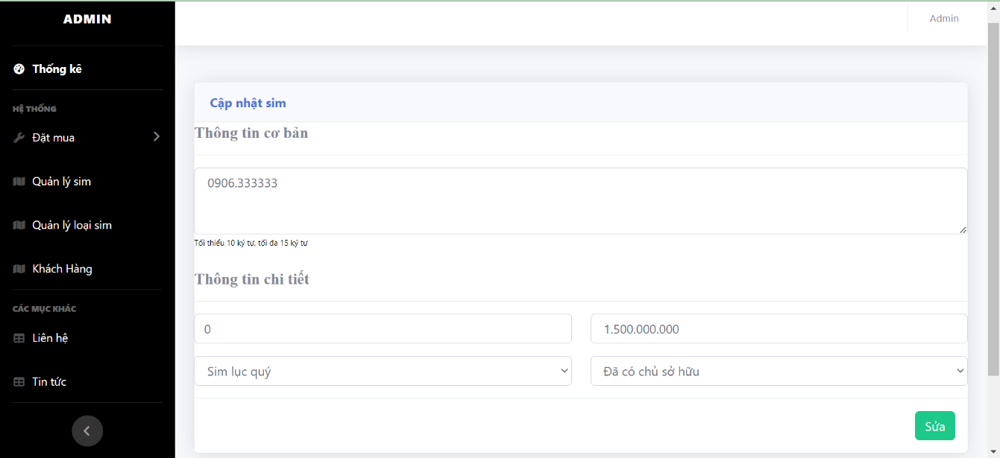 ADMIN
Admin
Thống kê
HỆ THỐNG
Đặt mua
Quản lý sim
Quản lý loại sim
Khách Hàng
CÁC MỤC KHÁC
Liên hệ
Tin tức
Cập nhật sim
Thông tin cơ bản
0906.333333
Tối thiểu 10 ký tự, tối đa 15 ký tự
Thông tin chi tiết
0
1.500.000.000
Sim lục quý
Đã có chủ sở hữu
Sửa